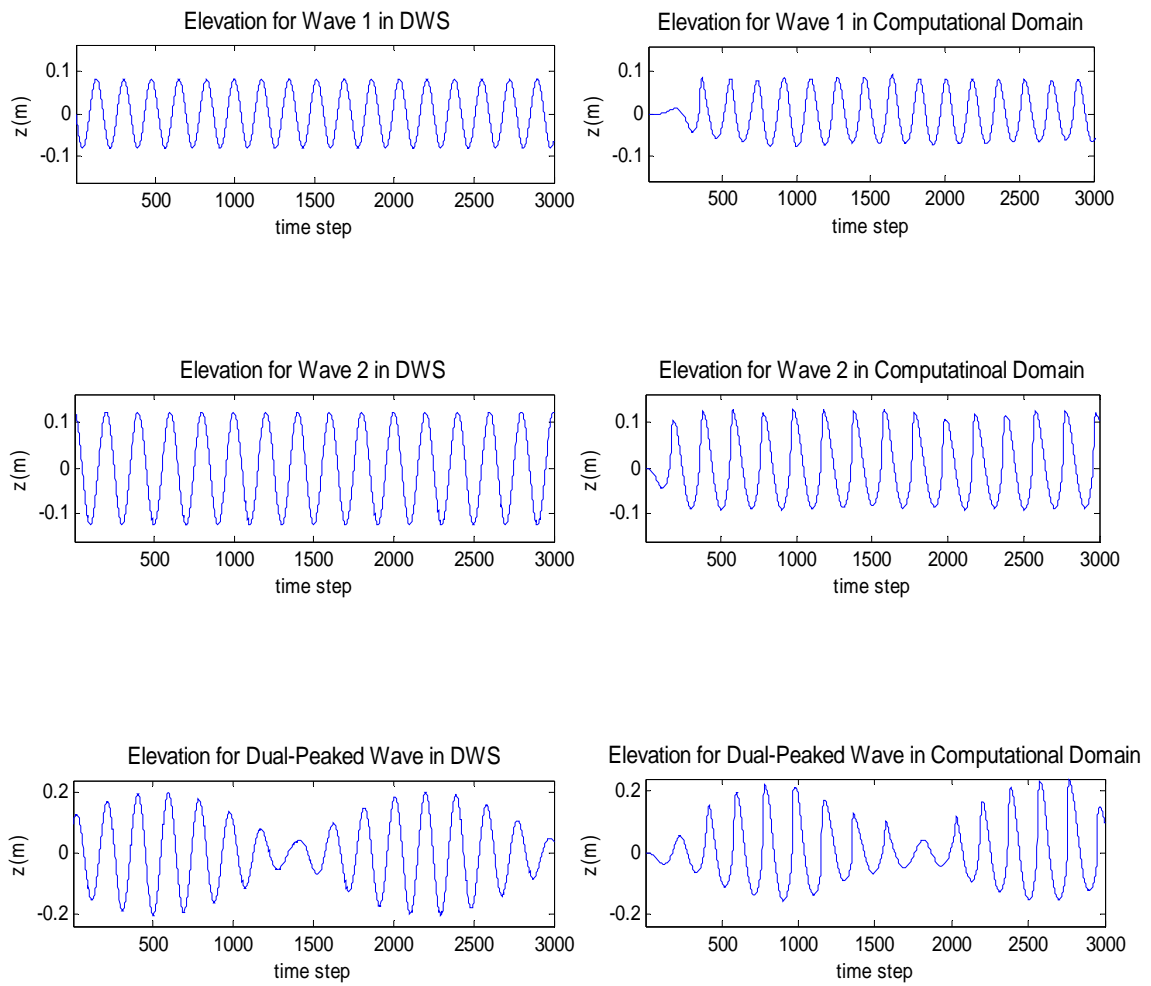 Elevation for Wave 1 in DWS
0.1
0
-0.1
z(m)
500 1000 1500 2000 2500 3000
time step
Elevation for Wave 1 in Computational Domain
0.1
0
-0.1
z(m)
500 1000 1500 2000 2500 3000
time step
Elevation for Wave 2 in DWS
0.1
0
-0.1
z(m)
500 1000 1500 2000 2500 3000
time step
Elevation for Wave 2 in Computatinoal Domain
0.1
0
-0.1
z(m)
500 1000 1500 2000 2500 3000
time step
Elevation for Dual-Peaked Wave in DWS
0.2
0
-0.2
z(m)
500 1000 1500 2000 2500 3000
time step
Elevation for Dual-Peaked Wave in Computational Domain
0.2
0
-0.2
z(m)
500 1000 1500 2000 2500 3000
time step